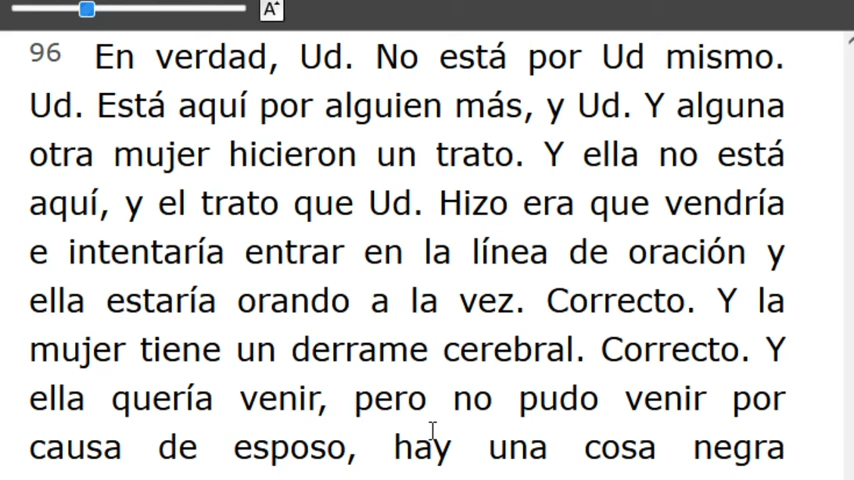 A
96 En verdad, Ud. No está por Ud mismo.
Ud. Está aquí por alguien más, y Ud. Y alguna
otra mujer hicieron un trato. Y ella no está
aquí, y el trato que Ud. Hizo era que vendría
e intentaría entrar en la línea de oración y
ella estaría orando a la vez. Correcto. Y la
mujer tiene un derrame cerebral. Correcto. Y
ella quería venir, pero no pudo venir por
causa de esposo, hay una cosa negra